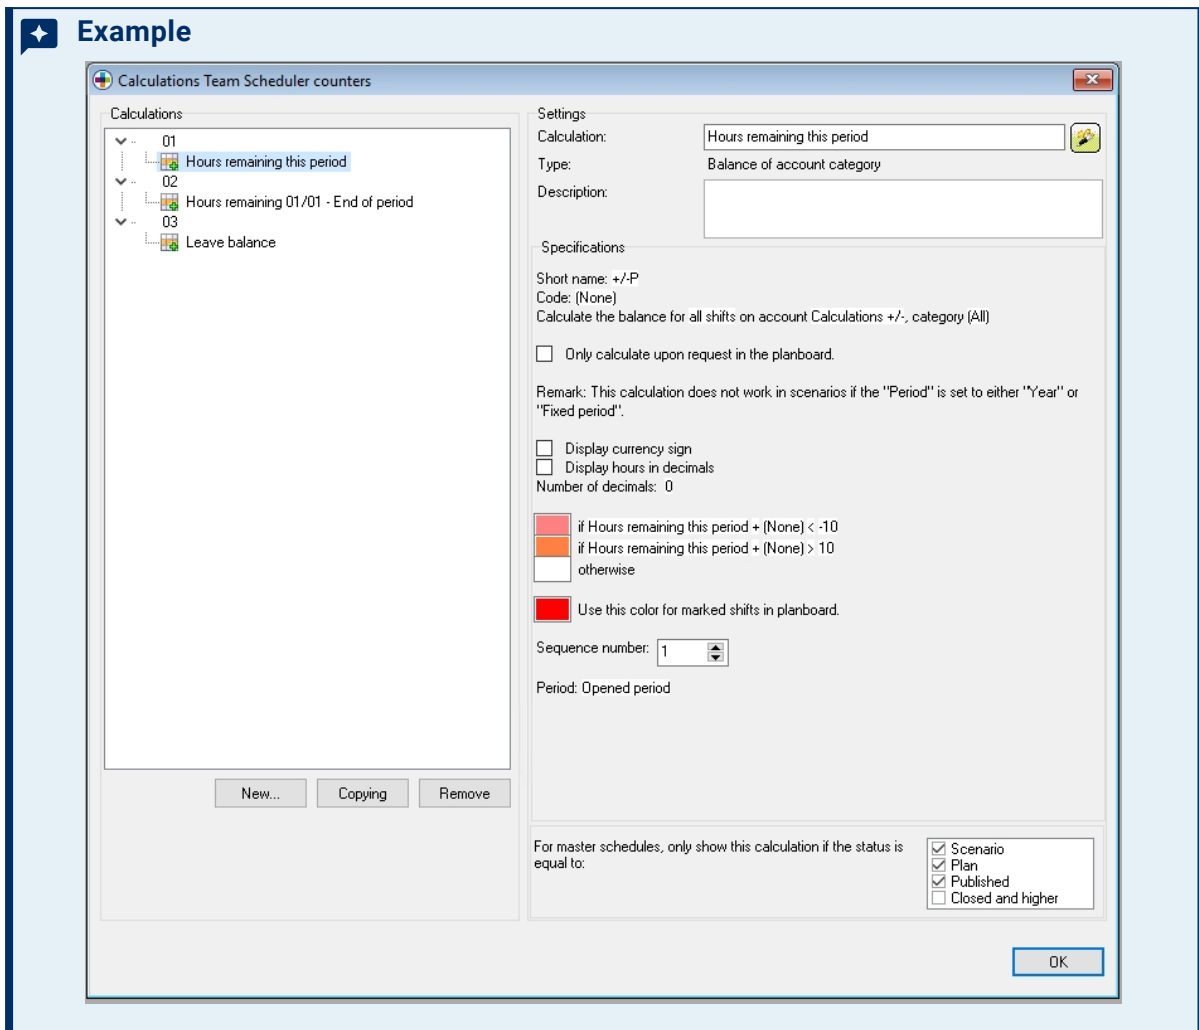 Example
Calculations Team Scheduler counters
Calculations
01
Hours remaining this period
02
Hours remaining 01/01 - End of period
03
Leave balance
New...
Copying
Remove
Settings
Calculation:
Hours remaining this period
Type:
Balance of account category
Description:
Specifications
Short name: +/-P
Code: (None)
Calculate the balance for all shifts on account Calculations +/-, category (All)
Only calculate upon request in the planboard.
Remark: This calculation does not work in scenarios if the "Period" is set to either "Year" or
"Fixed period".
Display currency sign
Display hours in decimals
Number of decimals: 0
if Hours remaining this period + (None) < -10
if Hours remaining this period + (None) > 10
otherwise
Use this color for marked shifts in planboard.
Sequence number: 1
Period: Opened period
For master schedules, only show this calculation if the status is
equal to:
Scenario
Plan
Published
Closed and higher
OK